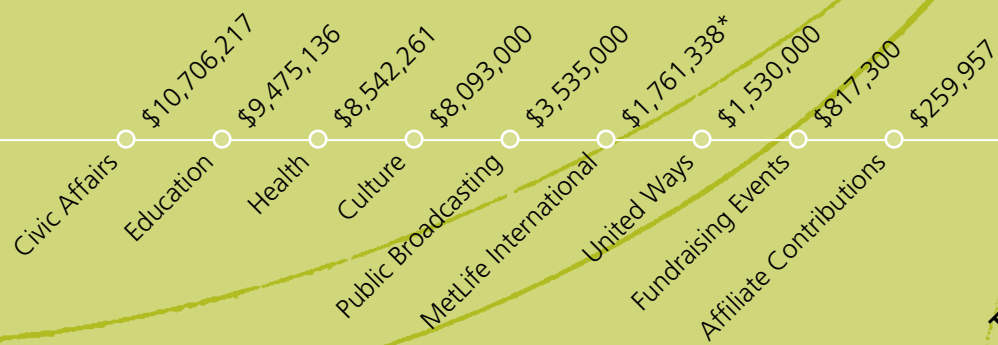 $10,706,217
Civic Affairs
$9,475,136
Education
$8,542,261
Health
$8,093,000
Culture
$3,535,000
Public Broadcasting
$1,761,338*
MetLife International
$1,530,000
United Ways
$817,300
Fundraising Events
$259,957
Affiliate Contributions